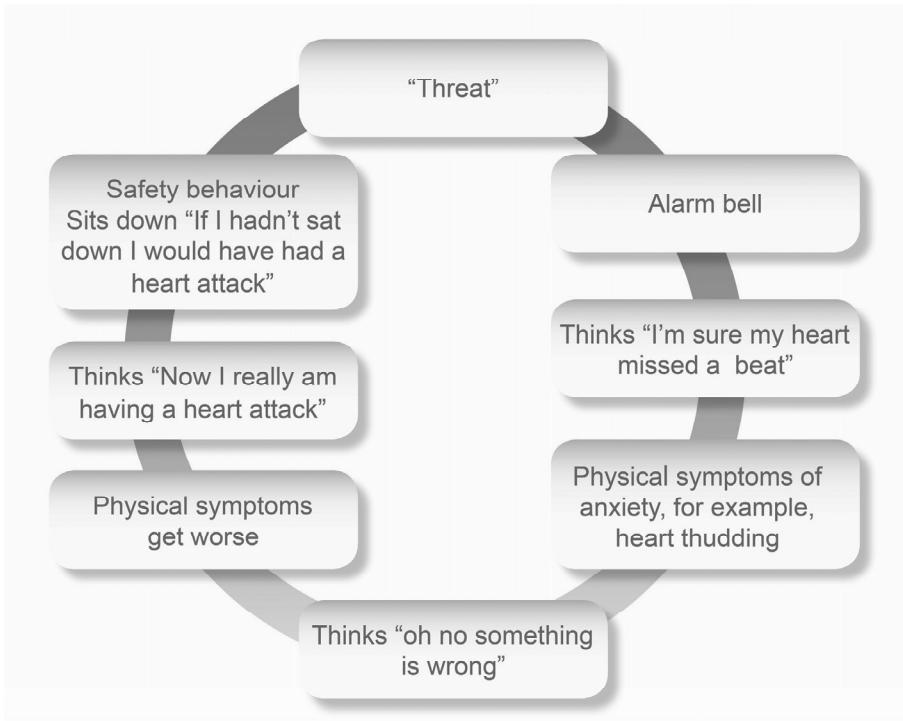 “Threat”
Alarm bell
Thinks “I’m sure my heart
missed a beat”
Physical symptoms of
anxiety, for example,
heart thudding
Thinks “oh no something
is wrong”
Physical symptoms
get worse
Thinks “Now I really am
having a heart attack”
Safety behaviour
Sits down “If I hadn’t sat
down I would have had a
heart attack”